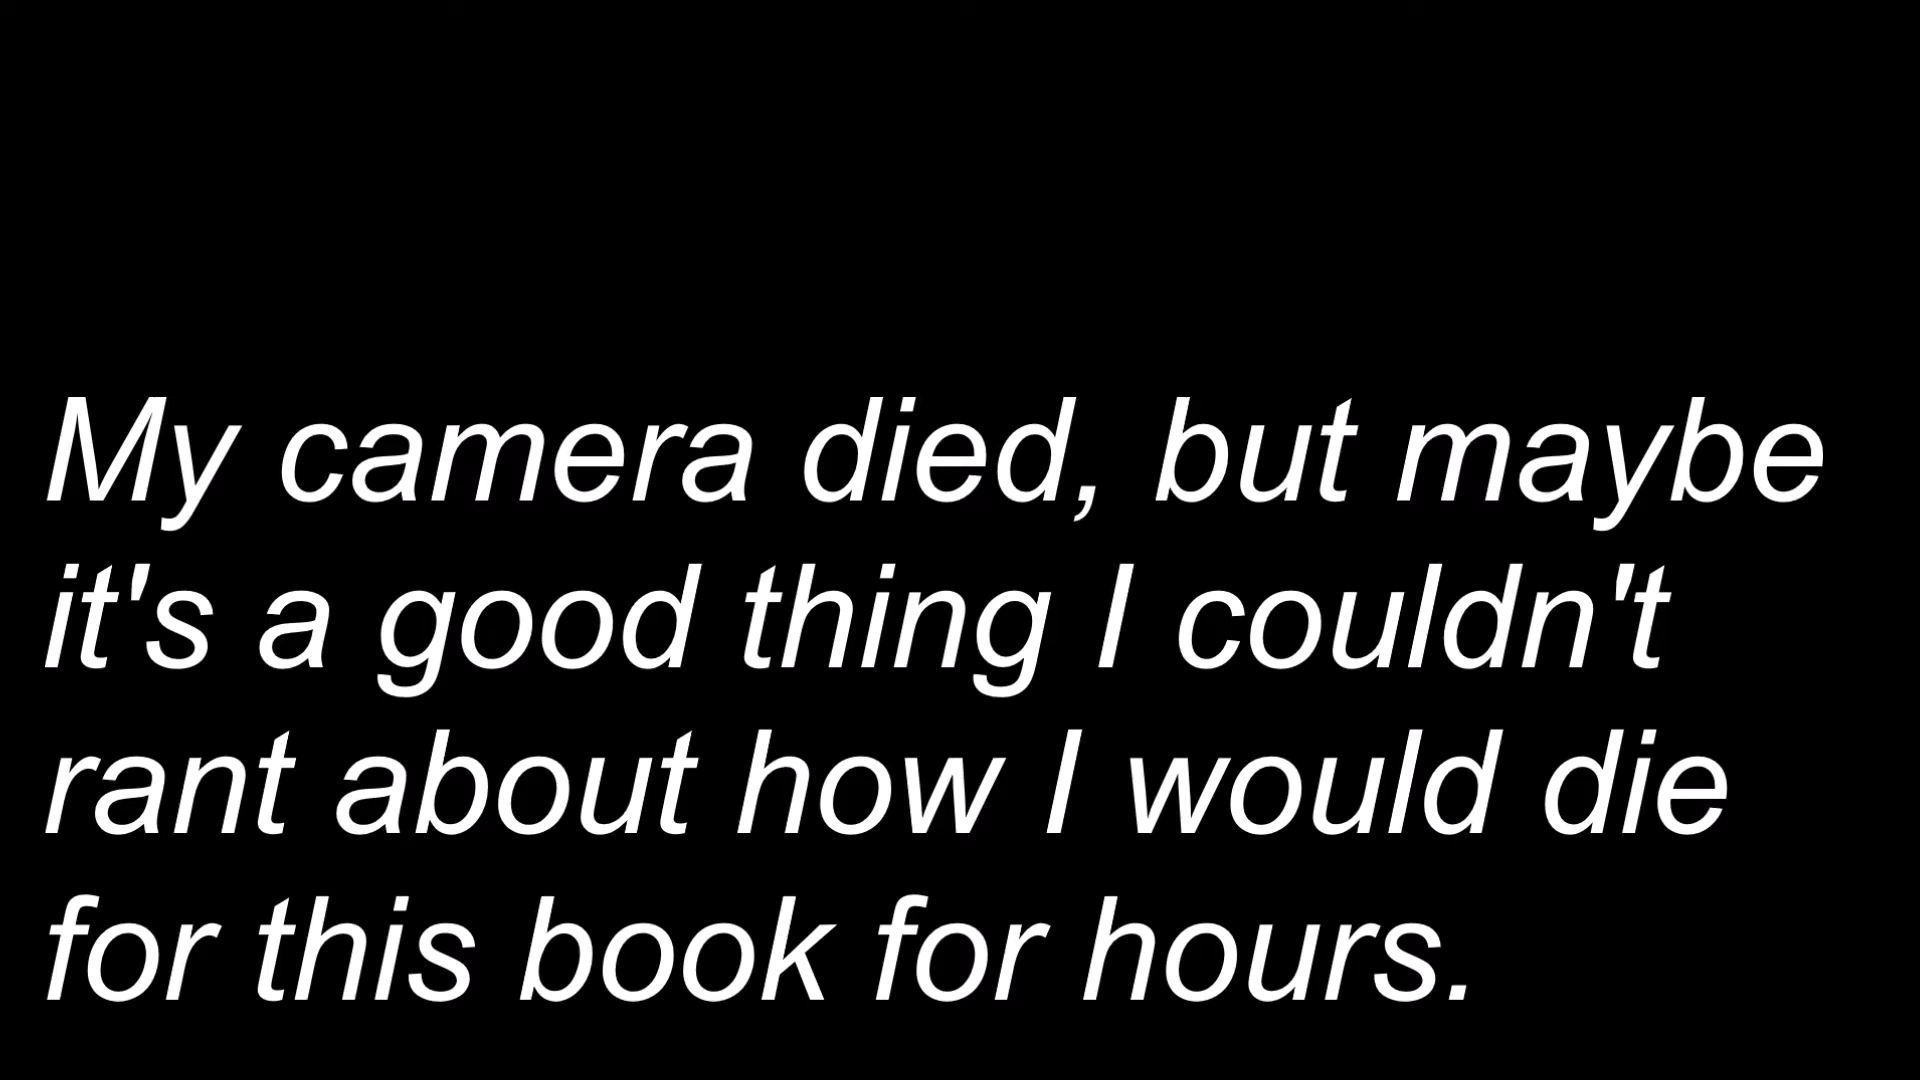 My camera died, but maybe
it's a good thing I couldn't
rant about how I would die
for this book for hours.